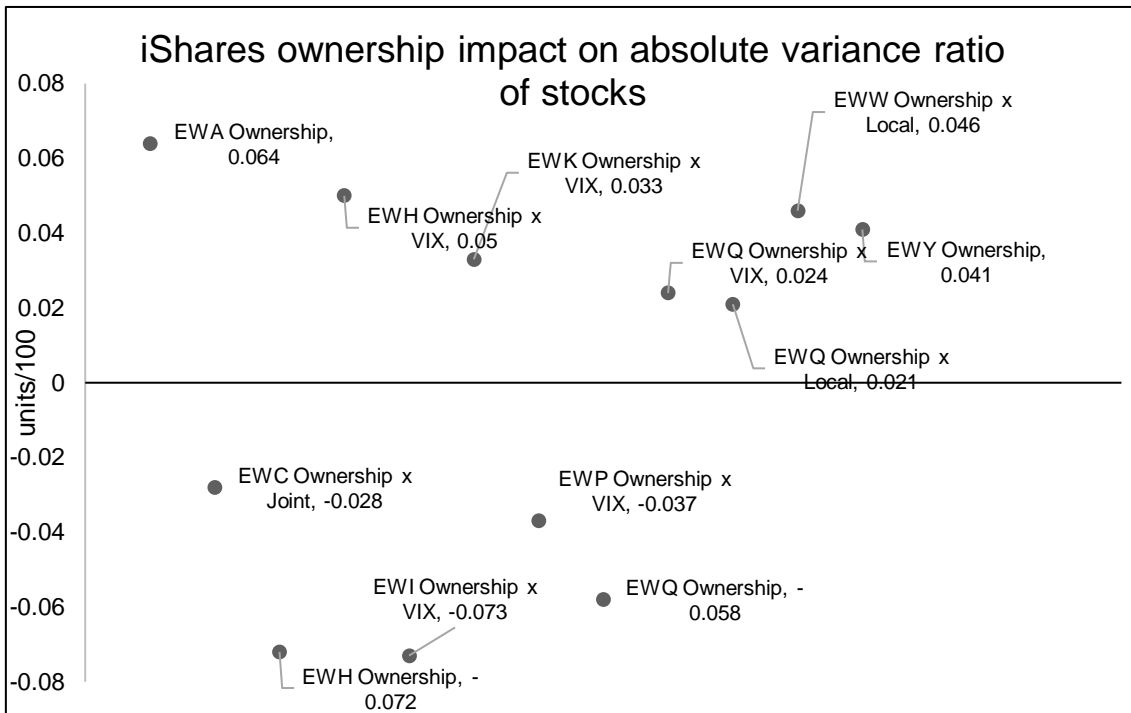 iShares ownership impact on absolute variance ratio
of stocks
units/100
0.08
0.06
0.04
0.02
0
-0.02
-0.04
-0.06
-0.08
EWA Ownership,
0.064
EWH Ownership x
VIX, 0.05
EWK Ownership x
VIX, 0.033
EWW Ownership x
Local, 0.046
EWQ Ownership x
VIX, 0.024
EWY Ownership,
0.041
EWQ Ownership x
Local, 0.021
EWC Ownership x
Joint, -0.028
EWP Ownership x
VIX, -0.037
EWI Ownership x
VIX, -0.073
EWQ Ownership, -
0.058
EWH Ownership, -
0.072